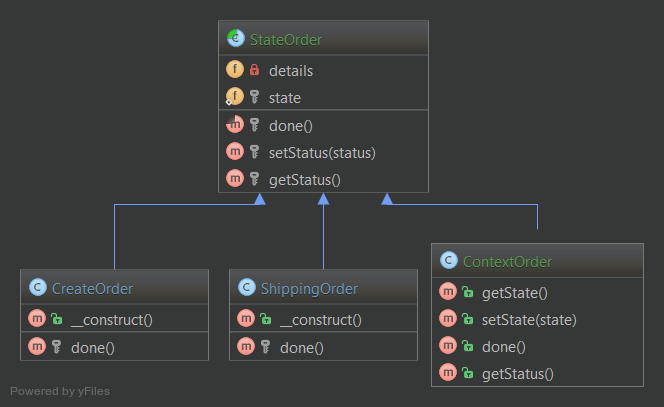 StateOrder
details
state
done()
setStatus(status)
getStatus()
CreateOrder
__construct()
done()
ShippingOrder
__construct()
done()
ContextOrder
getState()
setState(state)
done()
getStatus()
Powered by yFiles